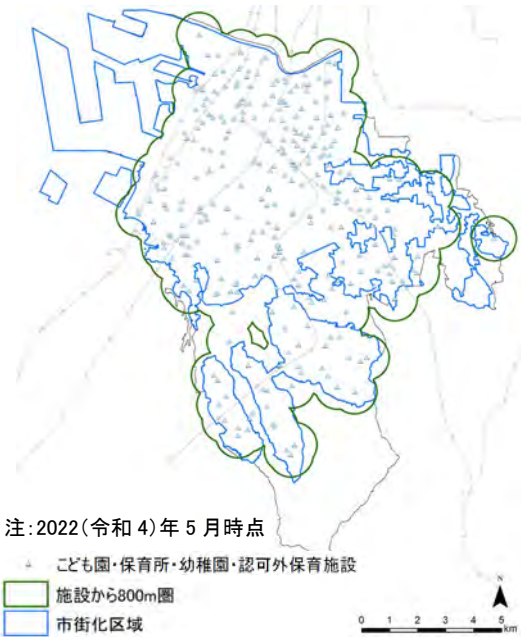 注:2022(令和 4)年 5 月時点
こども園・保育所・幼稚園・認可外保育施設
施設から800m圏
市街化区域
N
0 1 2 3 4 5
km